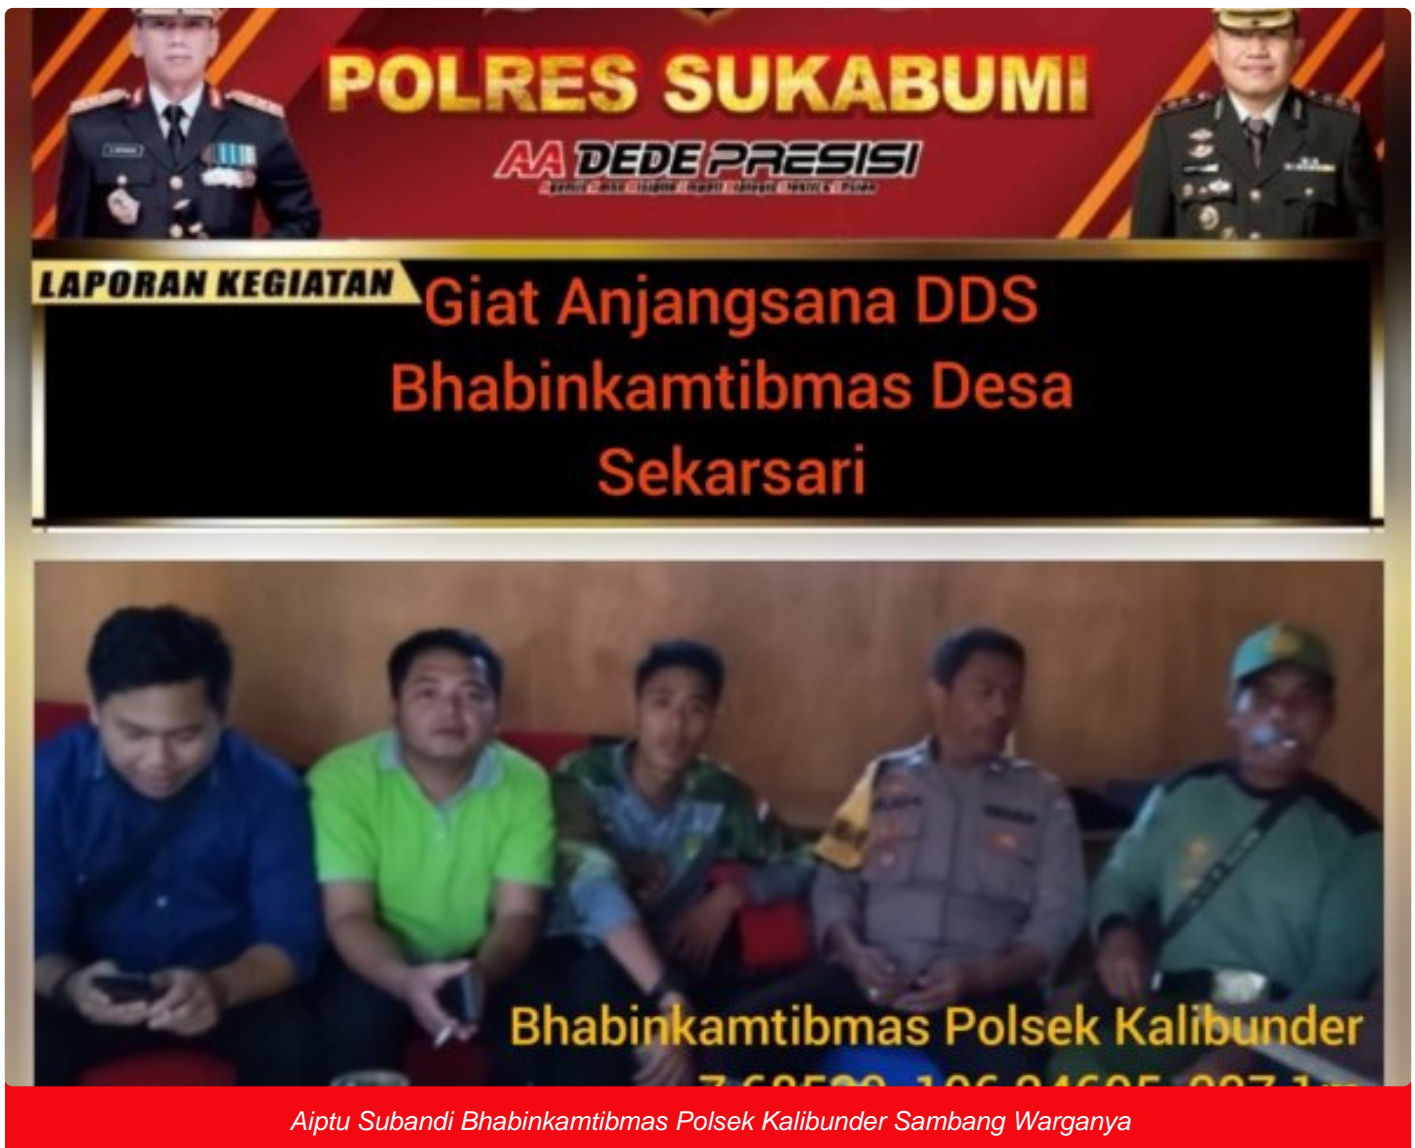 POLRES SUKABUMI
AA DEDE PRESISI
LAPORAN KEGIATAN
Giat Anjangsana DDS
Bhabinkamtibmas Desa
Sekarsari
Bhabinkamtibmas Polsek Kalibunder
Aiptu Subandi Bhabinkamtibmas Polsek Kalibunder Sambang Warganya